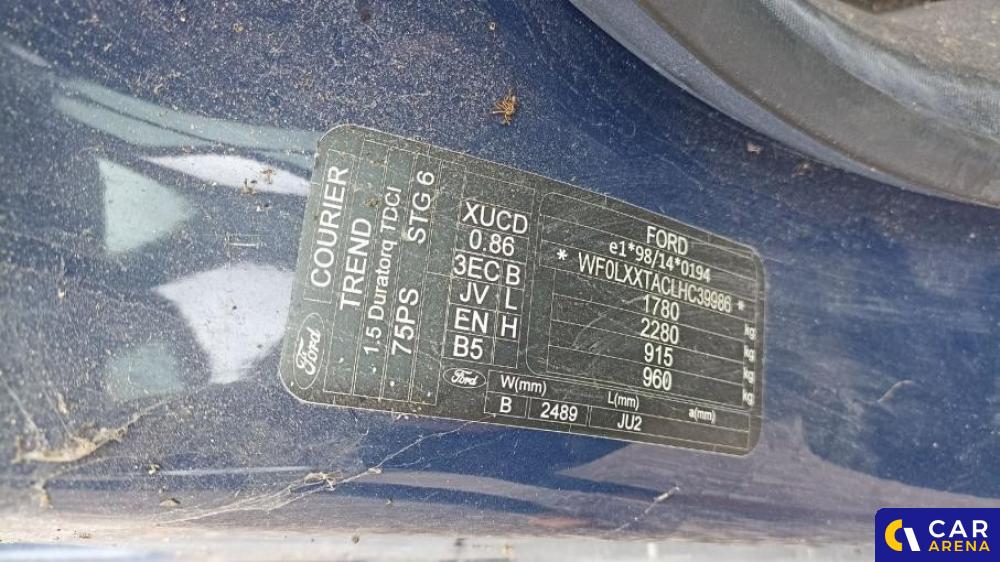 COURIER
TREND
1.5 Duratorq TDCI
75PS STG 6
Ford
XUCD
0.86
3EC B
JV L
EN H
B5
FORD
e1*98/14*0194
* WF0LXXTACLHC39986 *
1780 kg
2280 kg
915 kg
960 kg
Ford
W(mm) L(mm) a(mm)
B 2489 JU2
CAR
ARENA